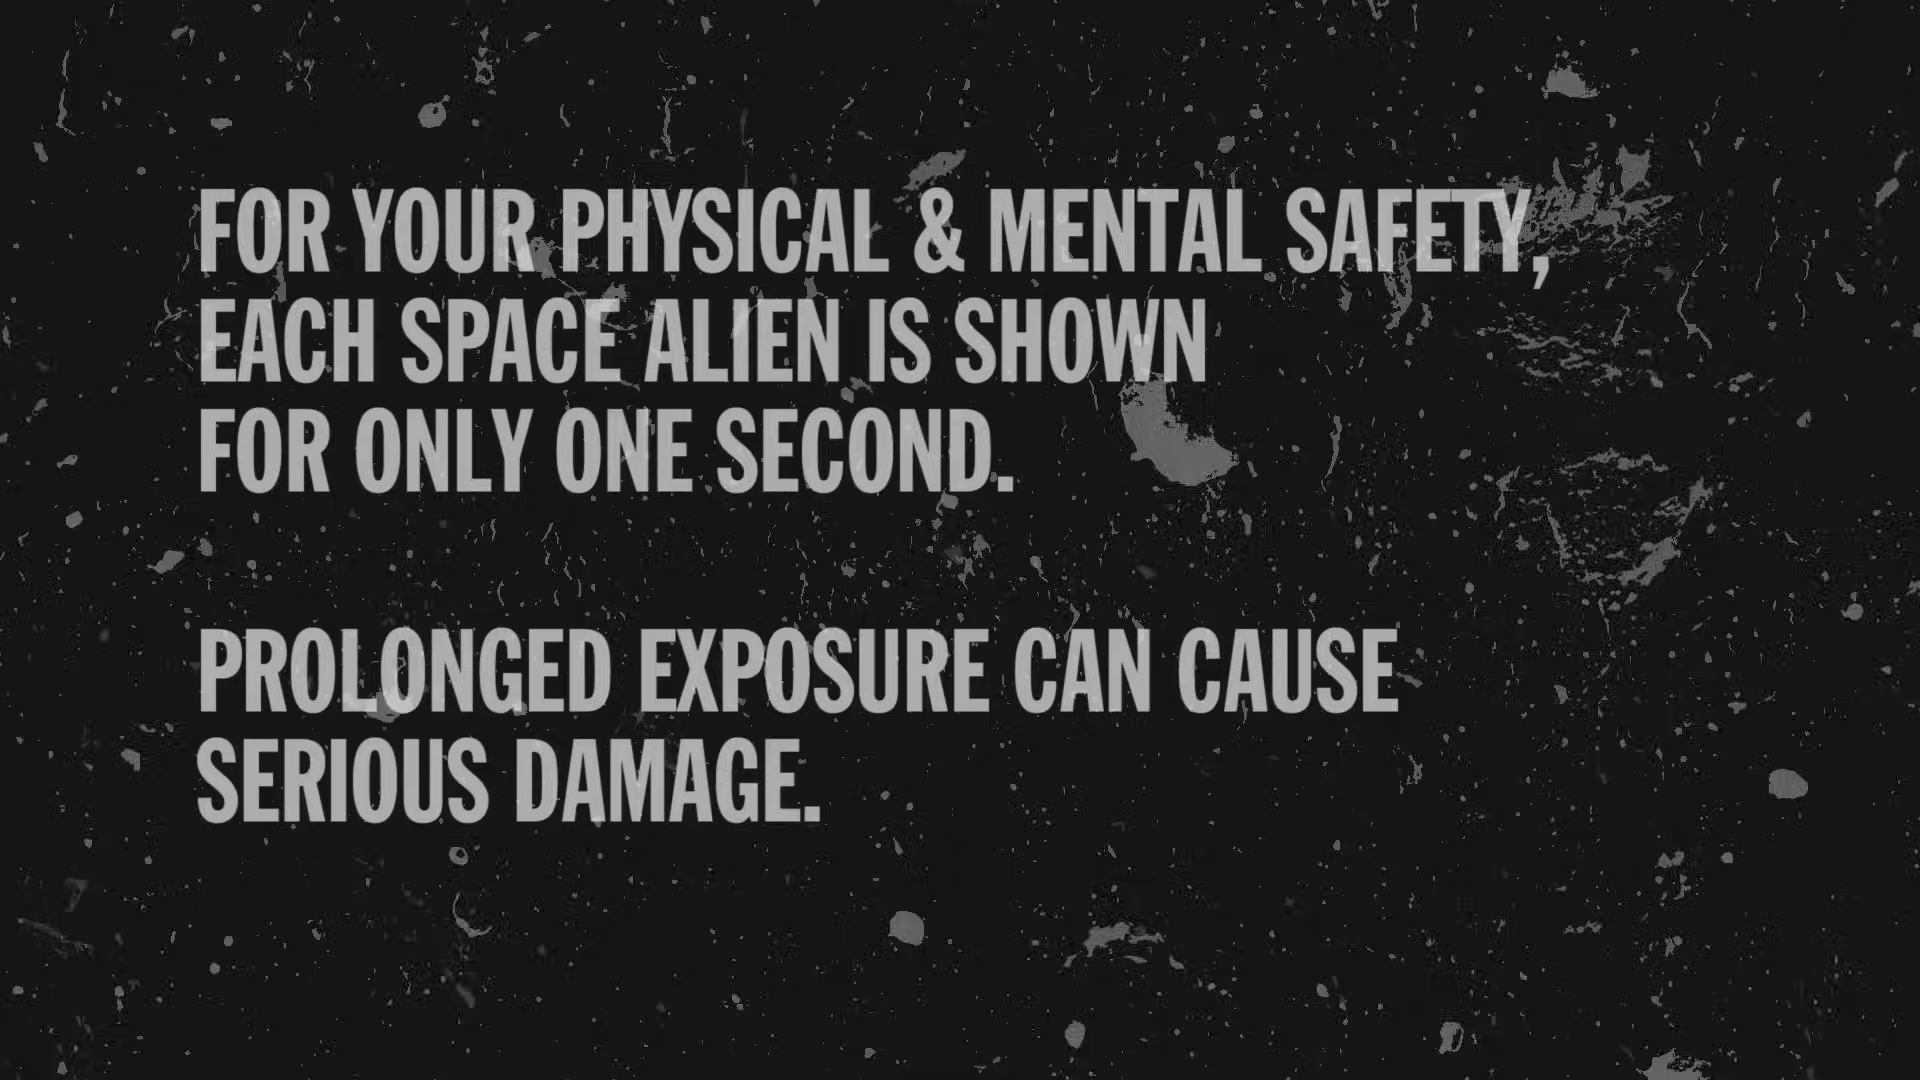 FOR YOUR PHYSICAL & MENTAL SAFETY,
EACH SPACE ALIEN IS SHOWN
FOR ONLY ONE SECOND.
PROLONGED EXPOSURE CAN CAUSE
SERIOUS DAMAGE.